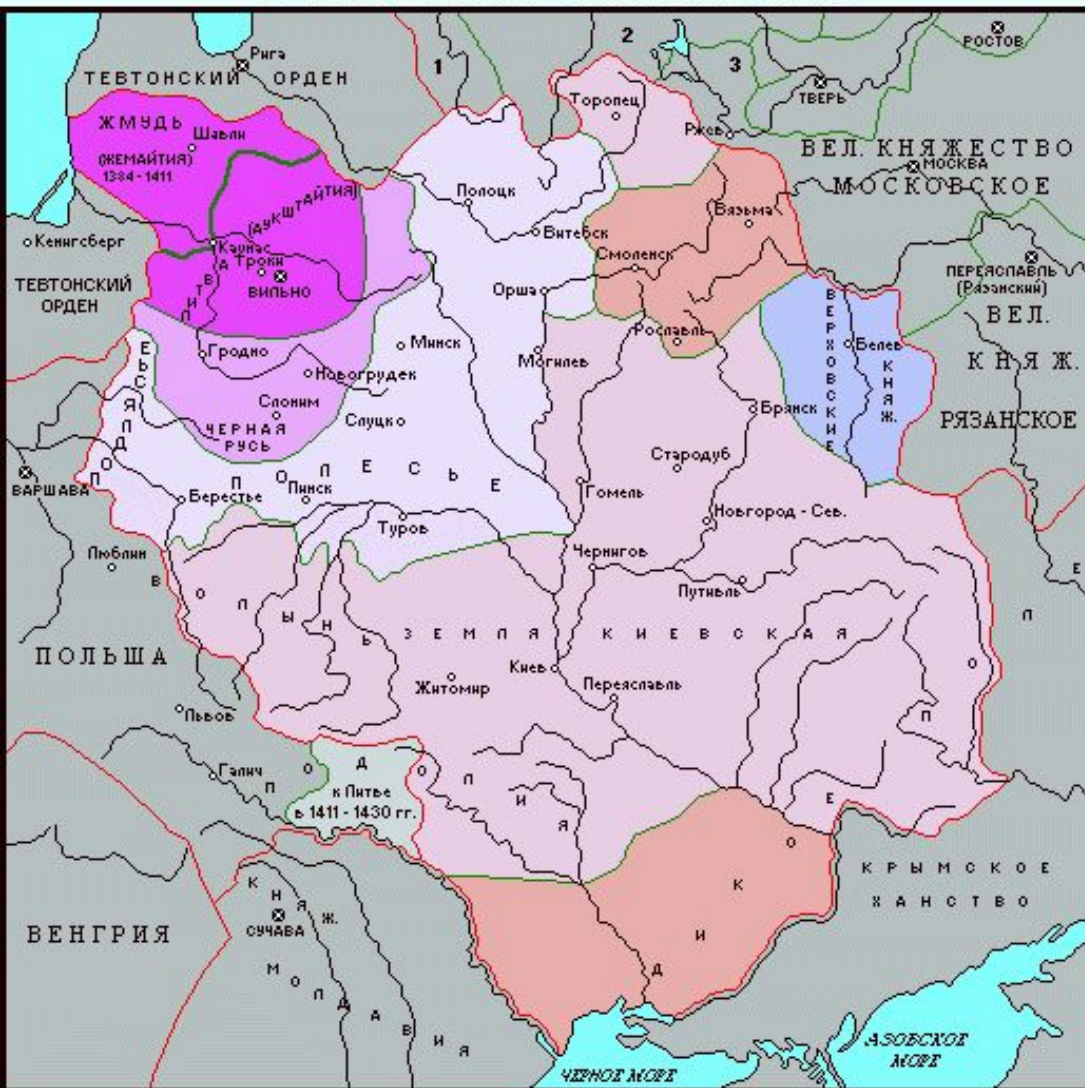 1
2
3
Рига
РОСТОВ
ТЕВТОНСКИЙ ОРДЕН
ТВЕРЬ
Торопец
Ржев
ЖМУДЬ
Шавли
(ЖЕМАЙТИЯ)
1384 - 1411
ВЕЛ. КНЯЖЕСТВО
МОСКВА
МОСКОВСКОЕ
Полоцк
(АУКШТАЙТИЯ)
Вязьма
Витебск
Кенигсберг
Каунас
Троки
ВИЛЬНО
ЛИТВА
Смоленск
ПЕРЕЯСЛАВЛЬ
(Рязанский)
ТЕВТОНСКИЙ
ОРДЕН
Орша
ВЕРХОВСКИЕ
КНЯЖ.
ВЕЛ.
Рославль
Белев
Гродно
Минск
Могилев
КНЯЖ.
Новогрудек
Слоним
Слуцк
Брянск
РЯЗАНСКОЕ
ЧЕРНАЯ
РУСЬ
ПОДЛЯСЬЕ
ПОЛЕСЬЕ
Стародуб
ВАРШАВА
Берестье
Пинск
Гомель
Туров
Новгород - Сев.
Люблин
Чернигов
Путивль
ВОЛЫНЬ
ЗЕМЛЯ КИЕВСКАЯ
ПОЛЬША
Киев
Житомир
Переяславль
Львов
Галич
ПОДОЛИЯ
к Литве
в 1411 - 1430 гг.
ДИКОЕ ПОЛЕ
КРЫМСКОЕ
ХАНСТВО
ВЕНГРИЯ
КНЯЖ.
СУЧАВА
МОЛДАВИЯ
АЗОВСКОЕ
МОРЕ
ЧЕРНОЕ МОРЕ